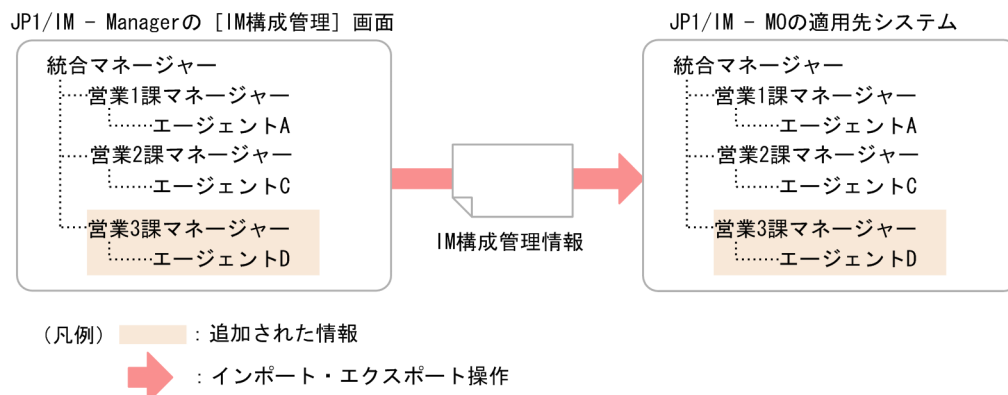 JP1/IM - Managerの［IM構成管理］画面
統合マネージャー
営業1課マネージャー
エージェントA
営業2課マネージャー
エージェントC
営業3課マネージャー
エージェントD
IM構成管理情報
JP1/IM - MOの適用先システム
統合マネージャー
営業1課マネージャー
エージェントA
営業2課マネージャー
エージェントC
営業3課マネージャー
エージェントD
（凡例）　：追加された情報
：インポート・エクスポート操作